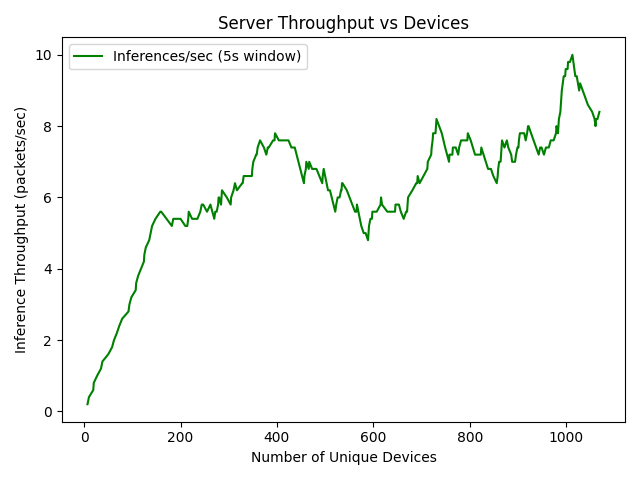 Server Throughput vs Devices
Inferences/sec (5s window)
Inference Throughput (packets/sec)
10
8
6
4
2
0
0 200 400 600 800 1000
Number of Unique Devices